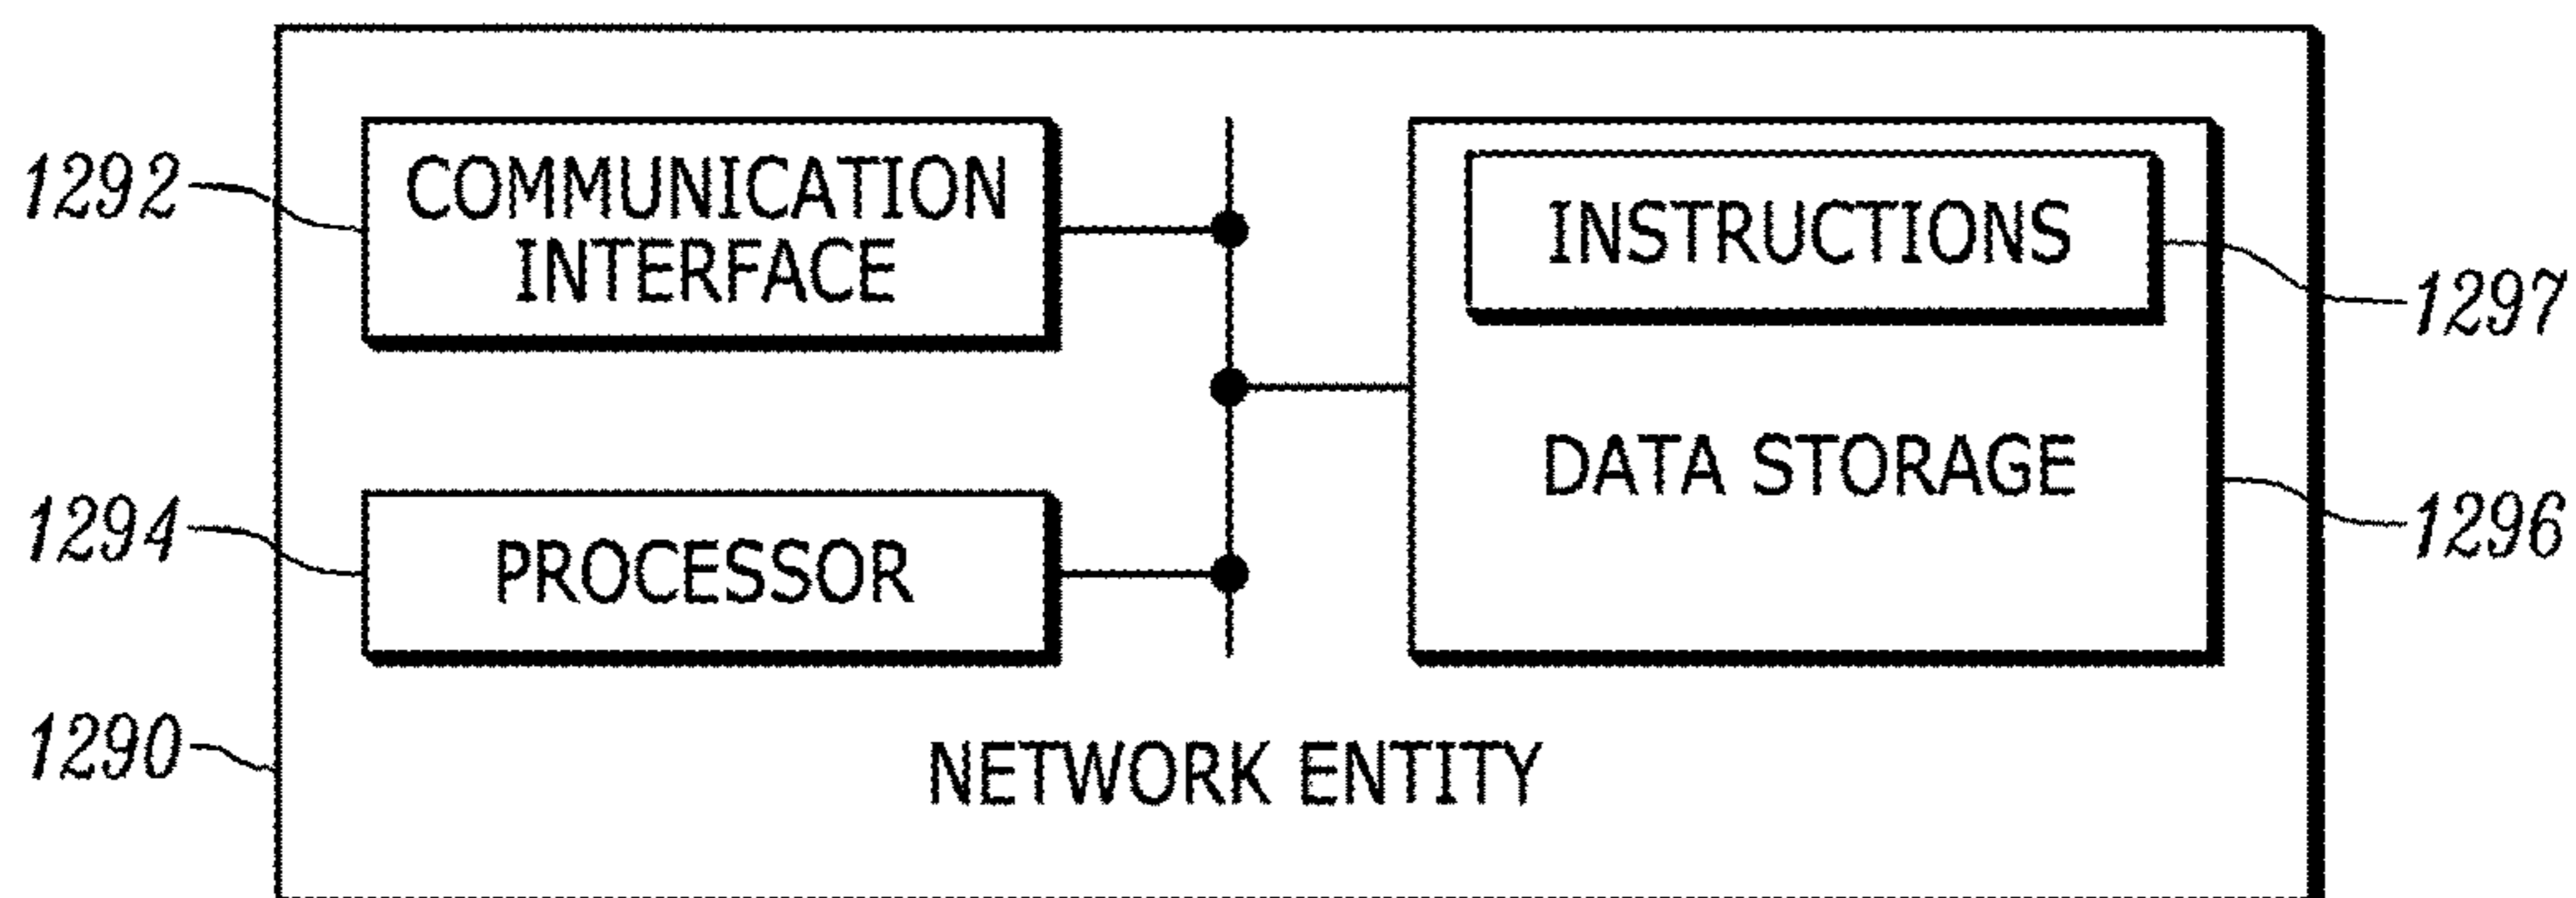 1292
COMMUNICATION
INTERFACE
INSTRUCTIONS
1297
1294
PROCESSOR
DATA STORAGE
1296
1290
NETWORK ENTITY